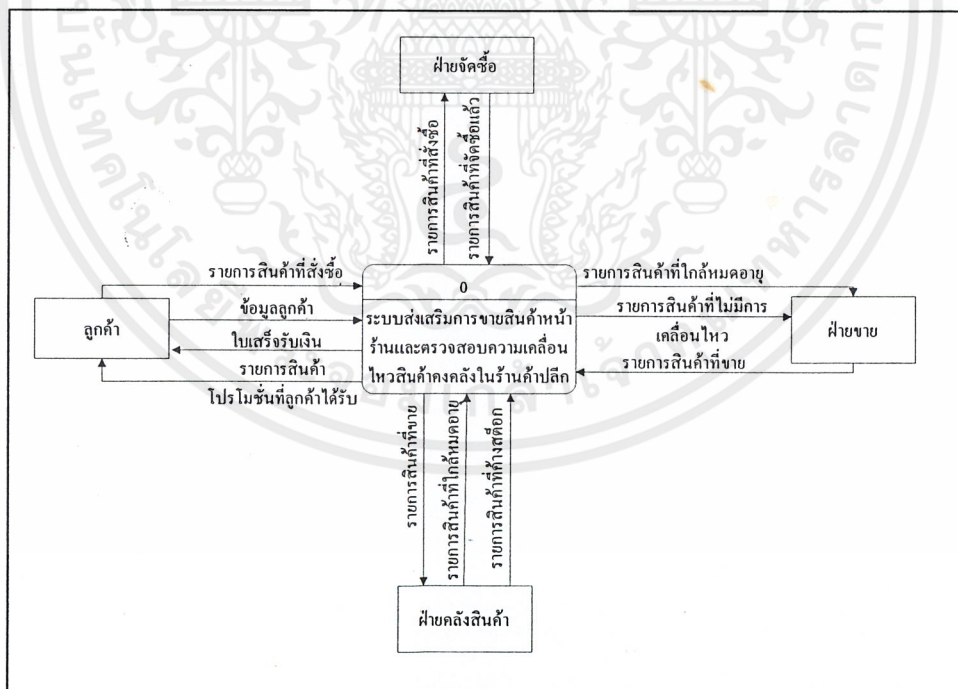 ฝ่ายจัดซื้อ
รายการสินค้าที่สั่งซื้อ
รายการสินค้าที่จัดซื้อแล้ว
รายการสินค้าที่สั่งซื้อ
ข้อมูลลูกค้า
ใบเสร็จรับเงิน
รายการสินค้า
โปรโมชั่นที่ลูกค้าได้รับ
ลูกค้า
0
ระบบส่งเสริมการขายสินค้าหน้า
ร้านและตรวจสอบความเคลื่อน
ไหวสินค้าคงคลังในร้านค้าปลีก
รายการสินค้าที่ใกล้หมดอายุ
รายการสินค้าที่ไม่มีการ
เคลื่อนไหว
รายการสินค้าที่ขาย
ฝ่ายขาย
รายการสินค้าที่ขาย
รายการสินค้าที่ใกล้หมดอายุ
รายการสินค้าที่ค้างสต็อก
ฝ่ายคลังสินค้า